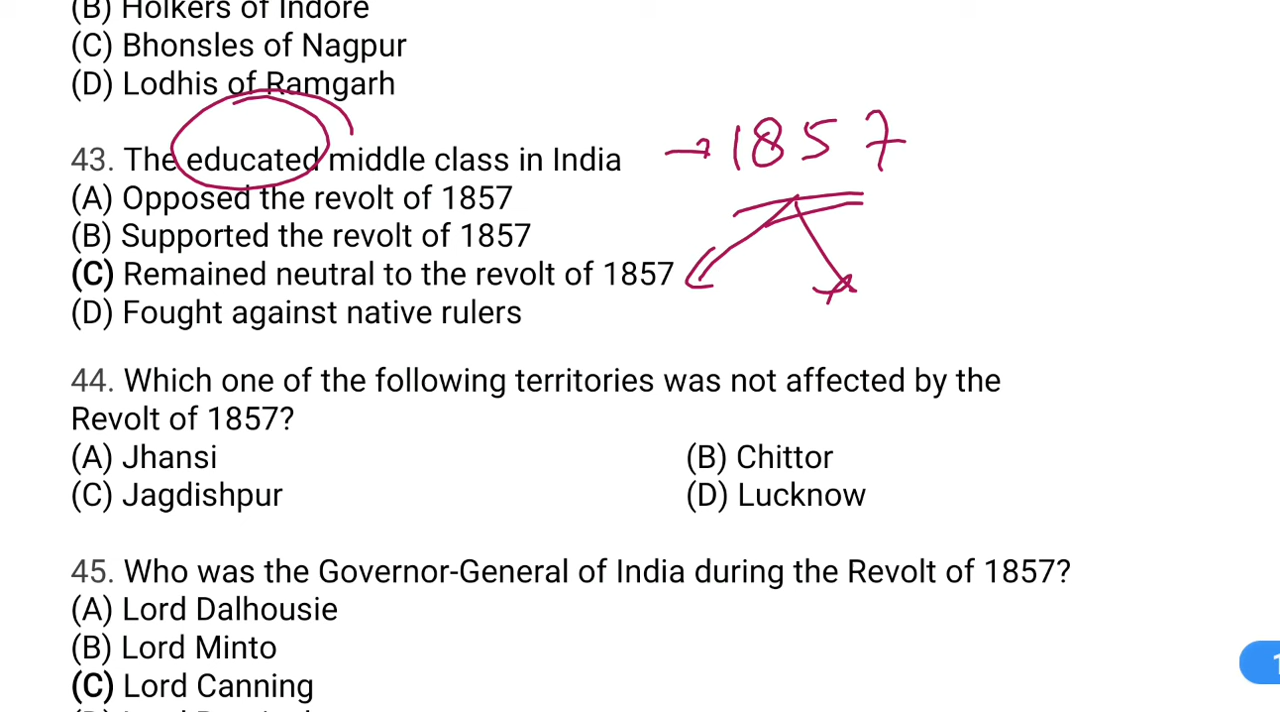 (B) Holkers of Indore
(C) Bhonsles of Nagpur
(D) Lodhis of Ramgarh
43. The educated middle class in India → 1857
(A) Opposed the revolt of 1857
(B) Supported the revolt of 1857
(C) Remained neutral to the revolt of 1857
(D) Fought against native rulers
44. Which one of the following territories was not affected by the
Revolt of 1857?
(A) Jhansi (B) Chittor
(C) Jagdishpur (D) Lucknow
45. Who was the Governor-General of India during the Revolt of 1857?
(A) Lord Dalhousie
(B) Lord Minto
(C) Lord Canning